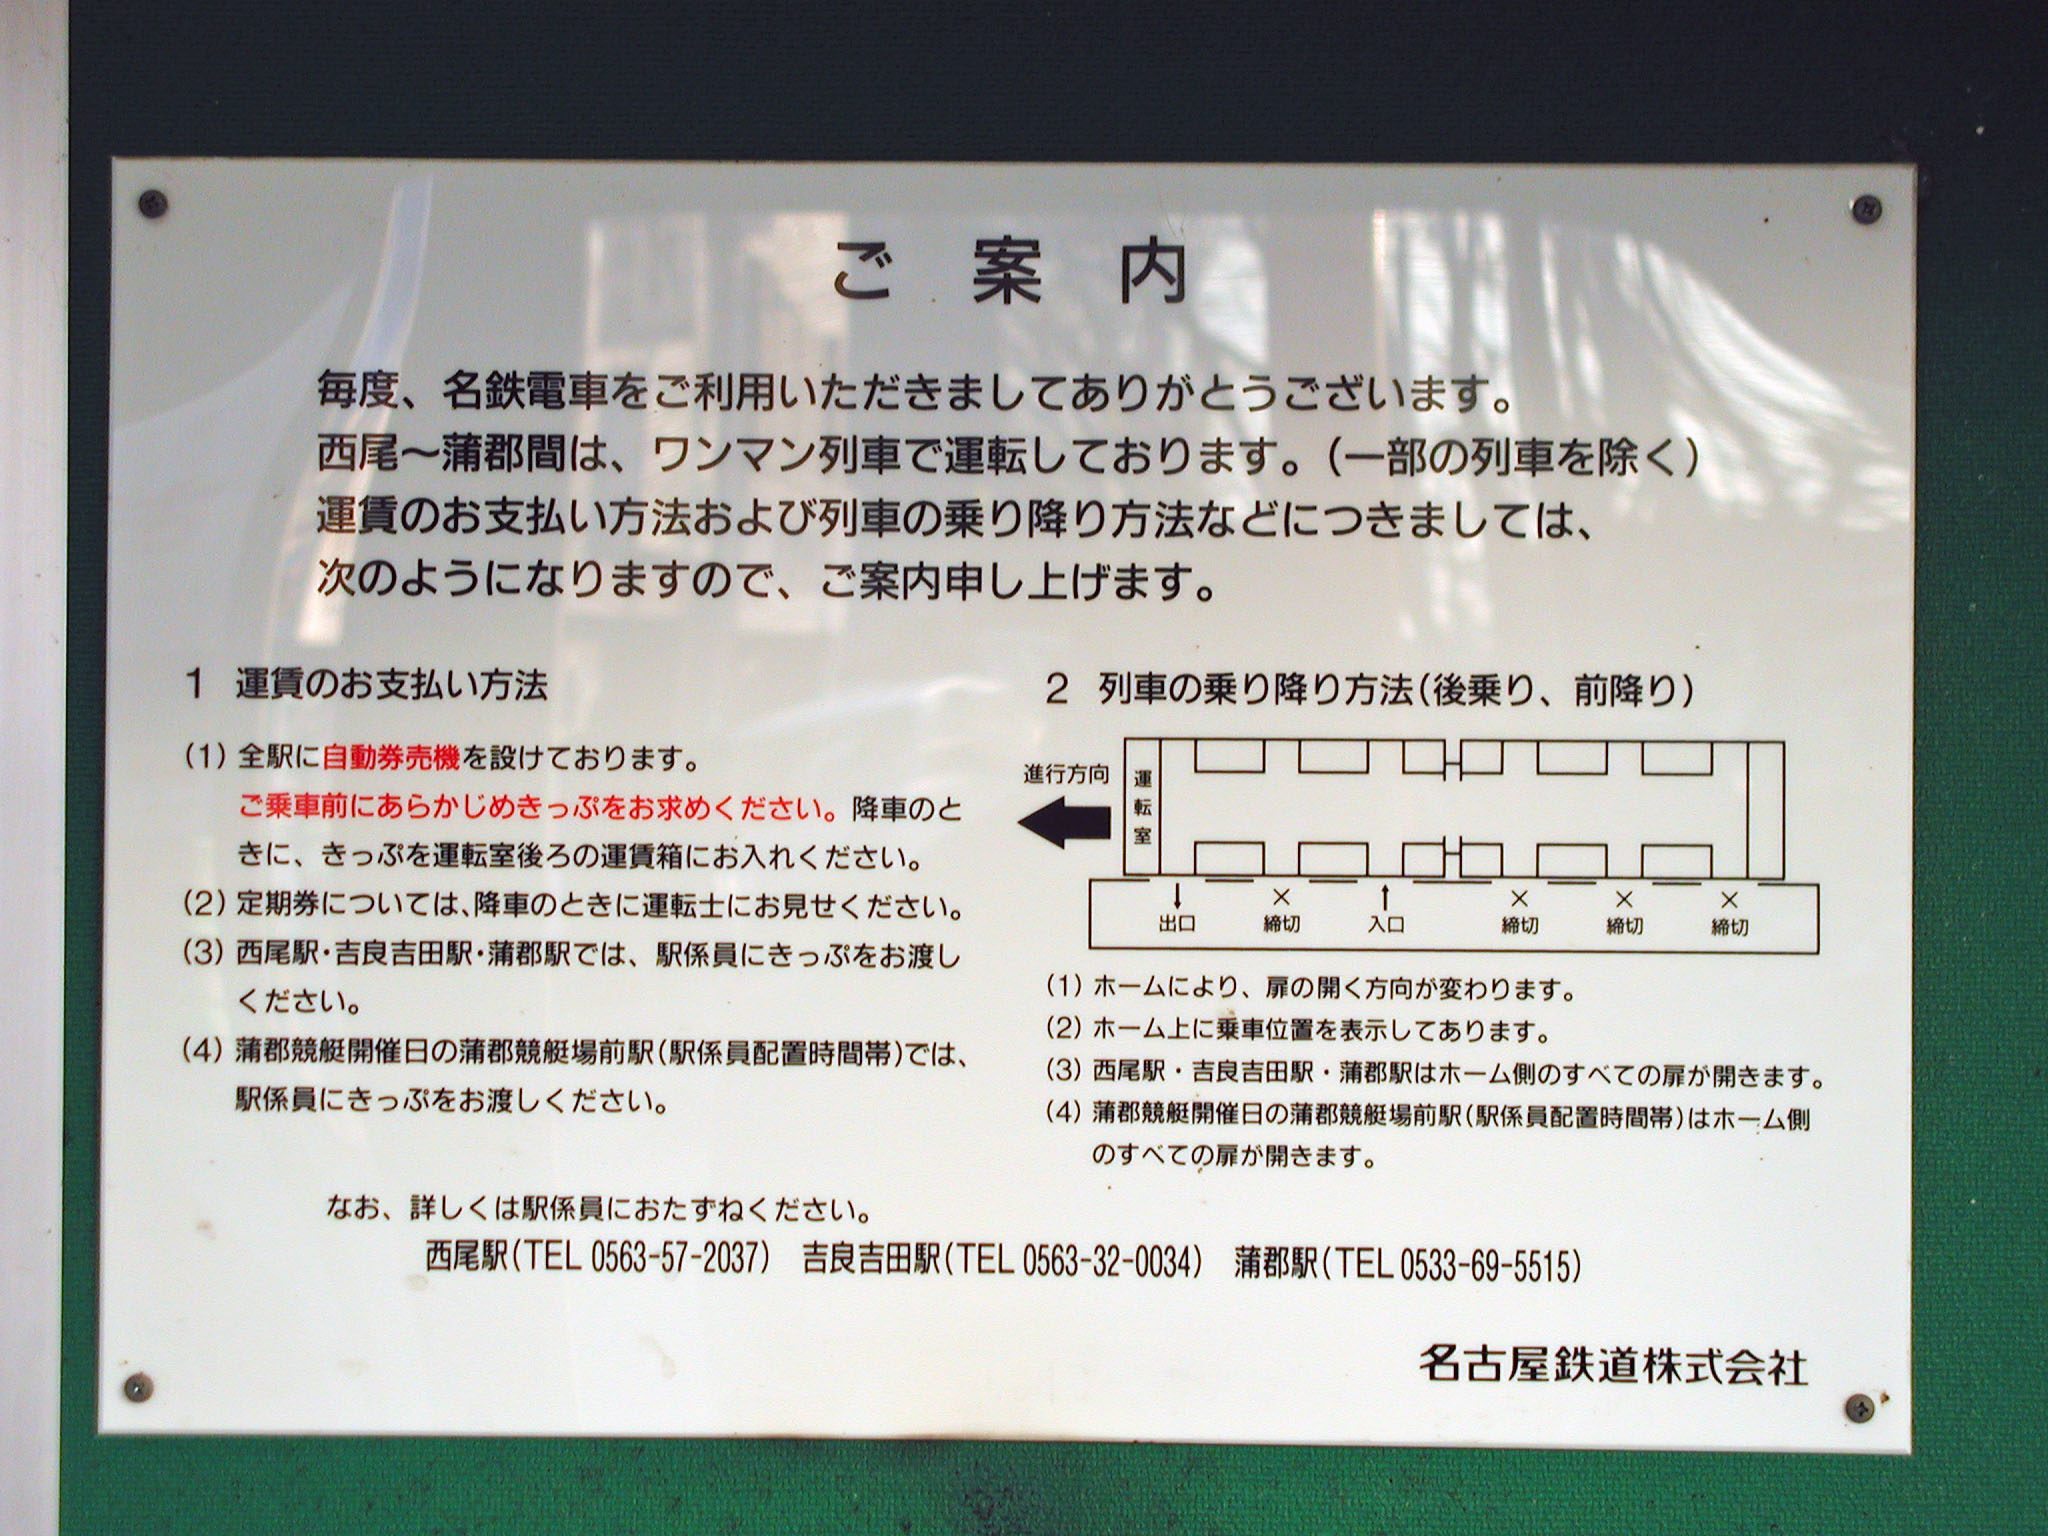 ご案内
毎度、名鉄電車をご利用いただきましてありがとうございます。
西尾～蒲郡間は、ワンマン列車で運転しております。(一部の列車を除く)
運賃のお支払い方法および列車の乗り降り方法などにつきましては、
次のようになりますので、ご案内申し上げます。
1 運賃のお支払い方法
(1) 全駅に自動券売機を設けております。
ご乗車前にあらかじめきっぷをお求めください。降車のと
きに、きっぷを運転室後ろの運賃箱にお入れください。
(2) 定期券については、降車のときに運転士にお見せください。
(3) 西尾駅・吉良吉田駅・蒲郡駅では、駅係員にきっぷをお渡し
ください。
(4) 蒲郡競艇開催日の蒲郡競艇場前駅(駅係員配置時間帯)では、
駅係員にきっぷをお渡しください。
2 列車の乗り降り方法(後乗り、前降り)
進行方向
運転室
↓ × ↑ × × ×
出口 締切 入口 締切 締切 締切
(1) ホームにより、扉の開く方向が変わります。
(2) ホーム上に乗車位置を表示してあります。
(3) 西尾駅・吉良吉田駅・蒲郡駅はホーム側のすべての扉が開きます。
(4) 蒲郡競艇開催日の蒲郡競艇場前駅(駅係員配置時間帯)はホーム側
のすべての扉が開きます。
なお、詳しくは駅係員におたずねください。
西尾駅(TEL 0563-57-2037) 吉良吉田駅(TEL 0563-32-0034) 蒲郡駅(TEL 0533-69-5515)
名古屋鉄道株式会社